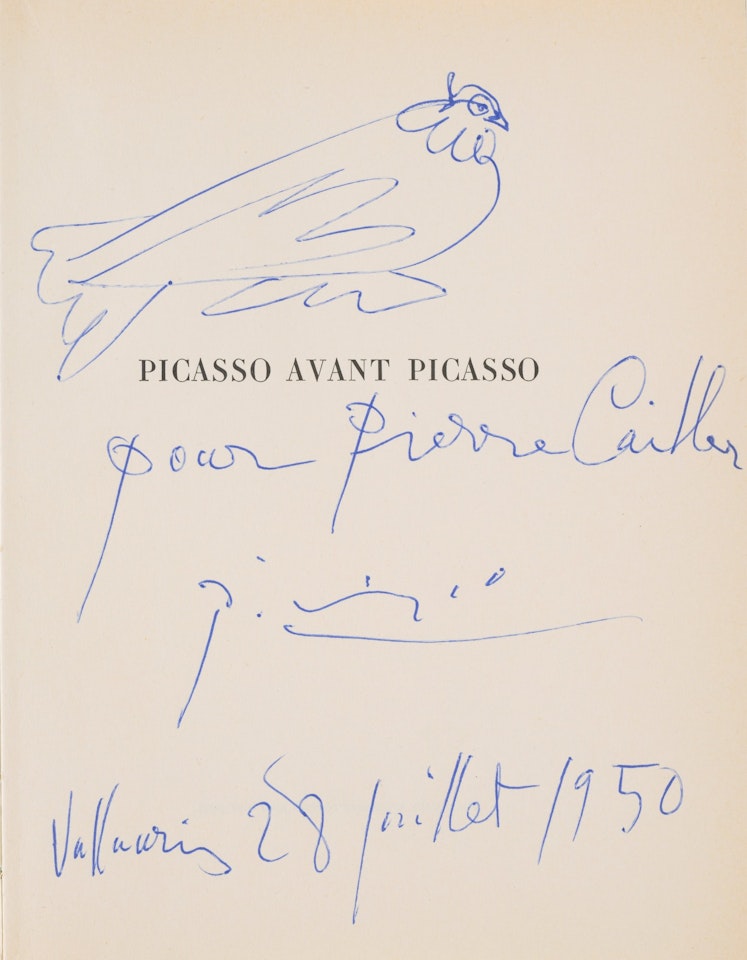 PICASSO AVANT PICASSO
pour Pierre Cailler
Picasso
Vallauris 28 juillet 1950